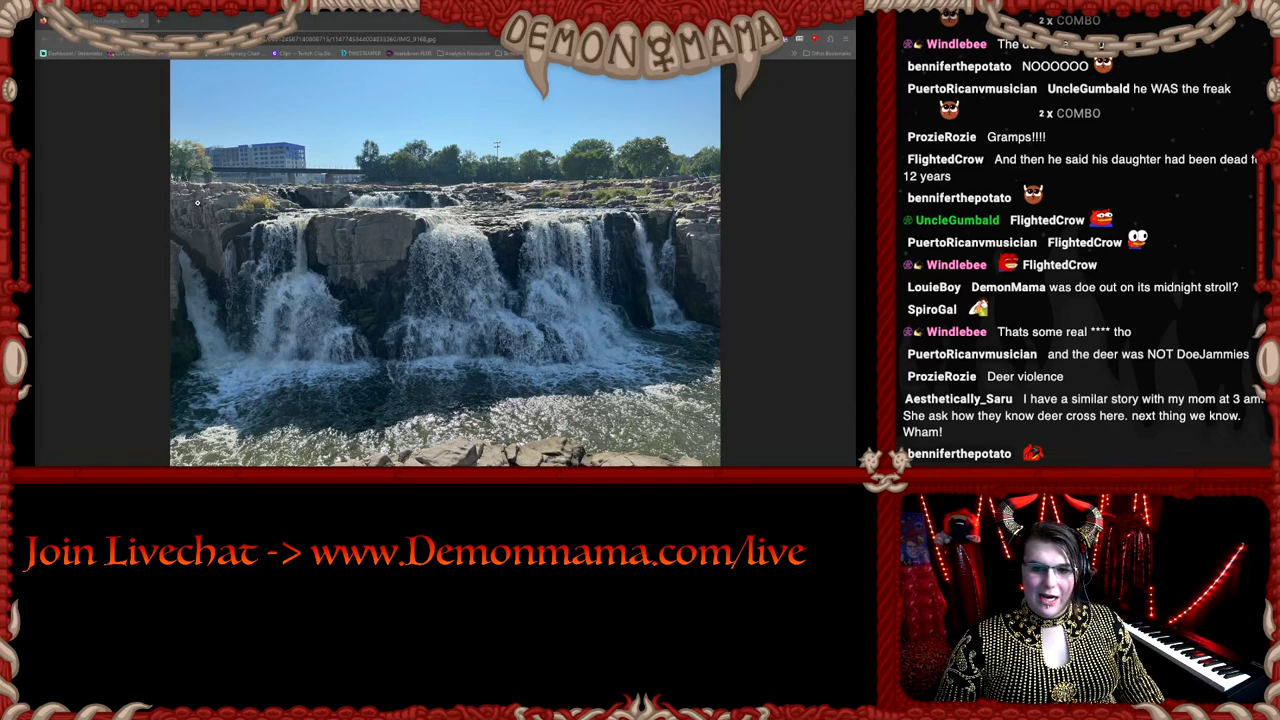 DEMON MAMA
2 x COMBO
Windlebee The
benniferthepotato NOOOOOO
PuertoRicanvmusician UncleGumbald he WAS the freak
2 x COMBO
ProzieRozie Gramps!!!!
FlightedCrow And then he said his daughter had been dead
12 years
benniferthepotato
UncleGumbald FlightedCrow
PuertoRicanvmusician FlightedCrow
Windlebee FlightedCrow
LouieBoy DemonMama was doe out on its midnight stroll?
SpiroGal
Windlebee Thats some real **** tho
PuertoRicanvmusician and the deer was NOT DoeJammies
ProzieRozie Deer violence
Aesthetically_Saru I have a similar story with my mom at 3 am.
She ask how they know deer cross here. next thing we know.
Wham!
benniferthepotato
Join Livechat -> www.Demonmama.com/live